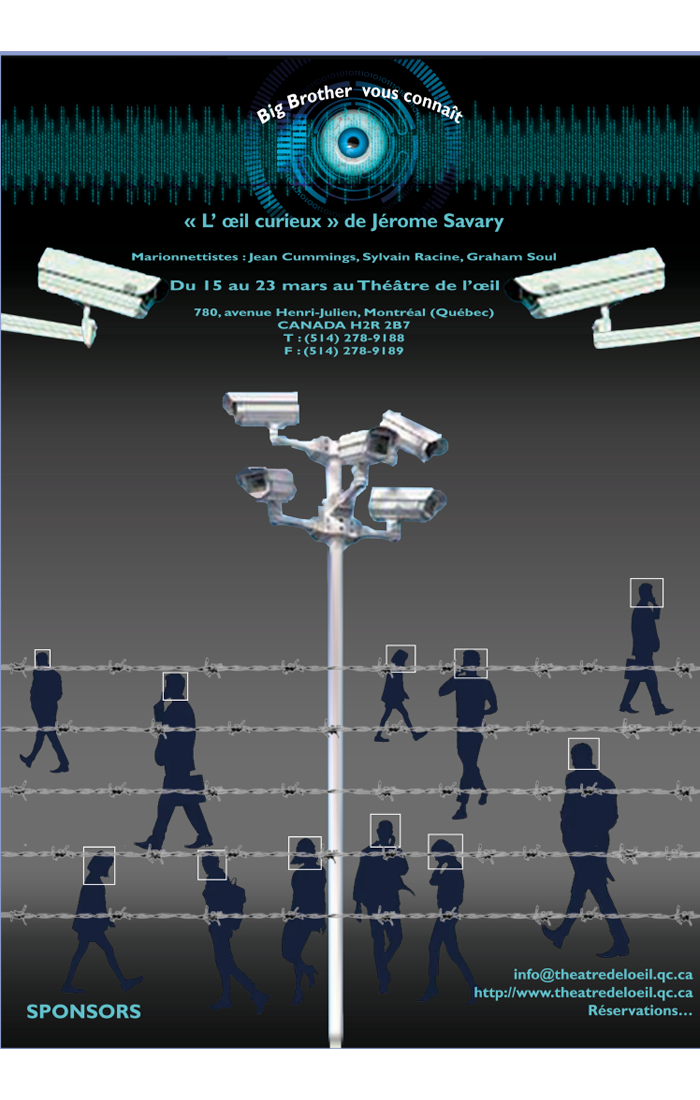 Big Brother vous connaît
« L' œil curieux » de Jérome Savary
Marionnettistes : Jean Cummings, Sylvain Racine, Graham Soul
Du 15 au 23 mars au Théâtre de l'œil
780, avenue Henri-Julien, Montréal (Québec)
CANADA H2R 2B7
T : (514) 278-9188
F : (514) 278-9189
info@theatredeloeil.qc.ca
http://www.theatredeloeil.qc.ca
Réservations...
SPONSORS